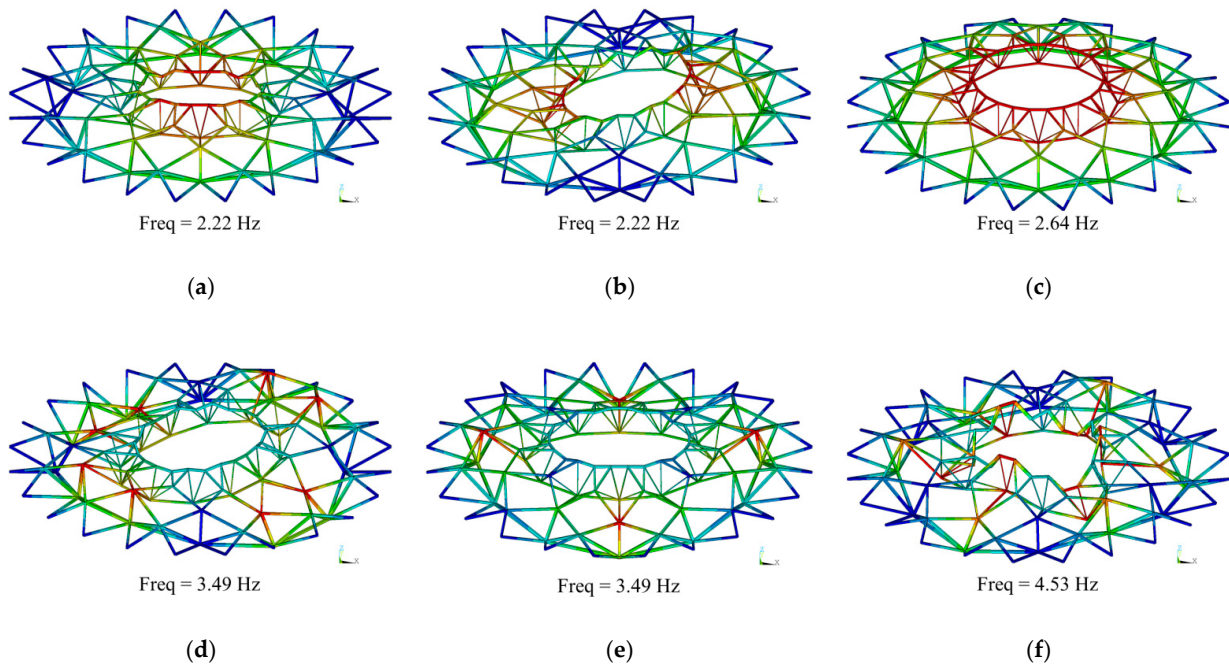 Z X
Freq = 2.22 Hz
(a)
Z X
Freq = 2.22 Hz
(b)
Z X
Freq = 2.64 Hz
(c)
Z X
Freq = 3.49 Hz
(d)
Z X
Freq = 3.49 Hz
(e)
Z X
Freq = 4.53 Hz
(f)